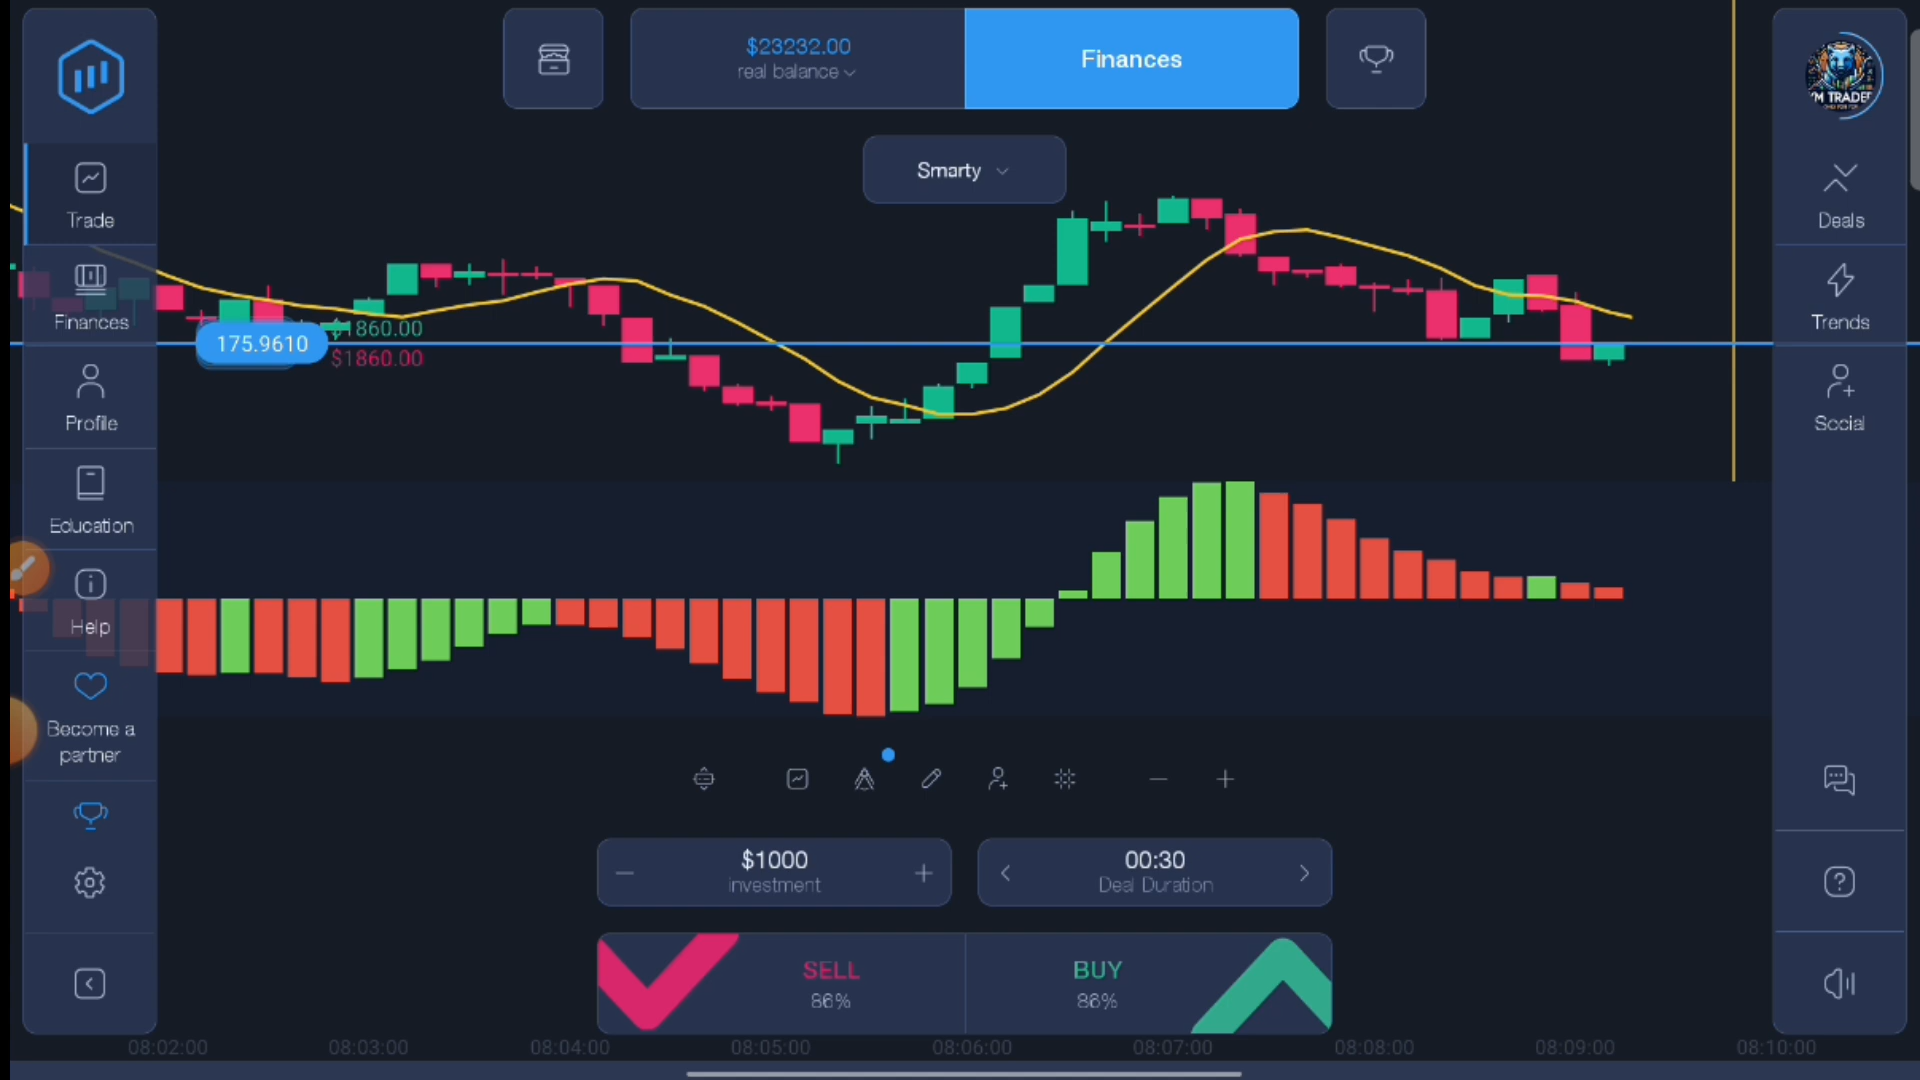 $23232.00
real balance
Finances
Smarty
Trade
Finances
Profile
Education
Help
Become a
partner
175.9610
$1860.00
$1860.00
$1000
Investment
00:30
Deal Duration
SELL
86%
BUY
86%
08:02:00
08:03:00
08:04:00
08:05:00
08:06:00
08:07:00
08:08:00
08:09:00
08:10:00
TRADER
Deals
Trends
Social